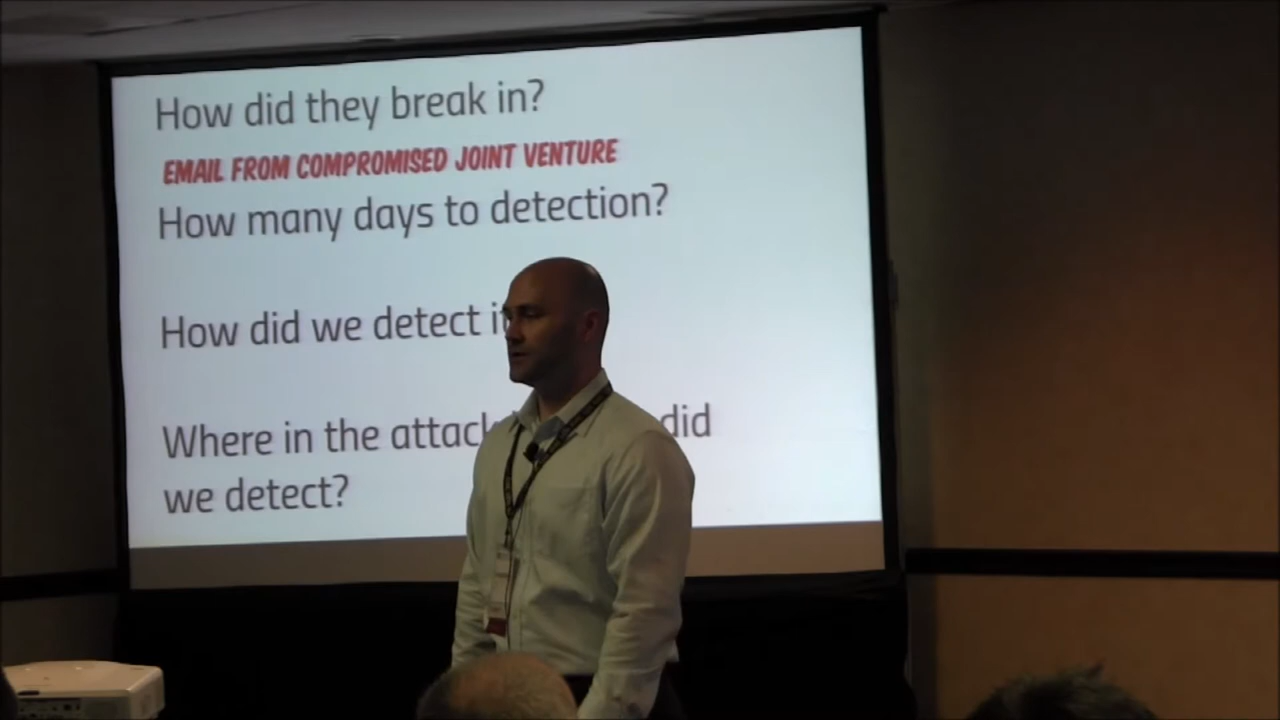 How did they break in?
EMAIL FROM COMPROMISED JOINT VENTURE
How many days to detection?
How did we detect
Where in the attack did
we detect?